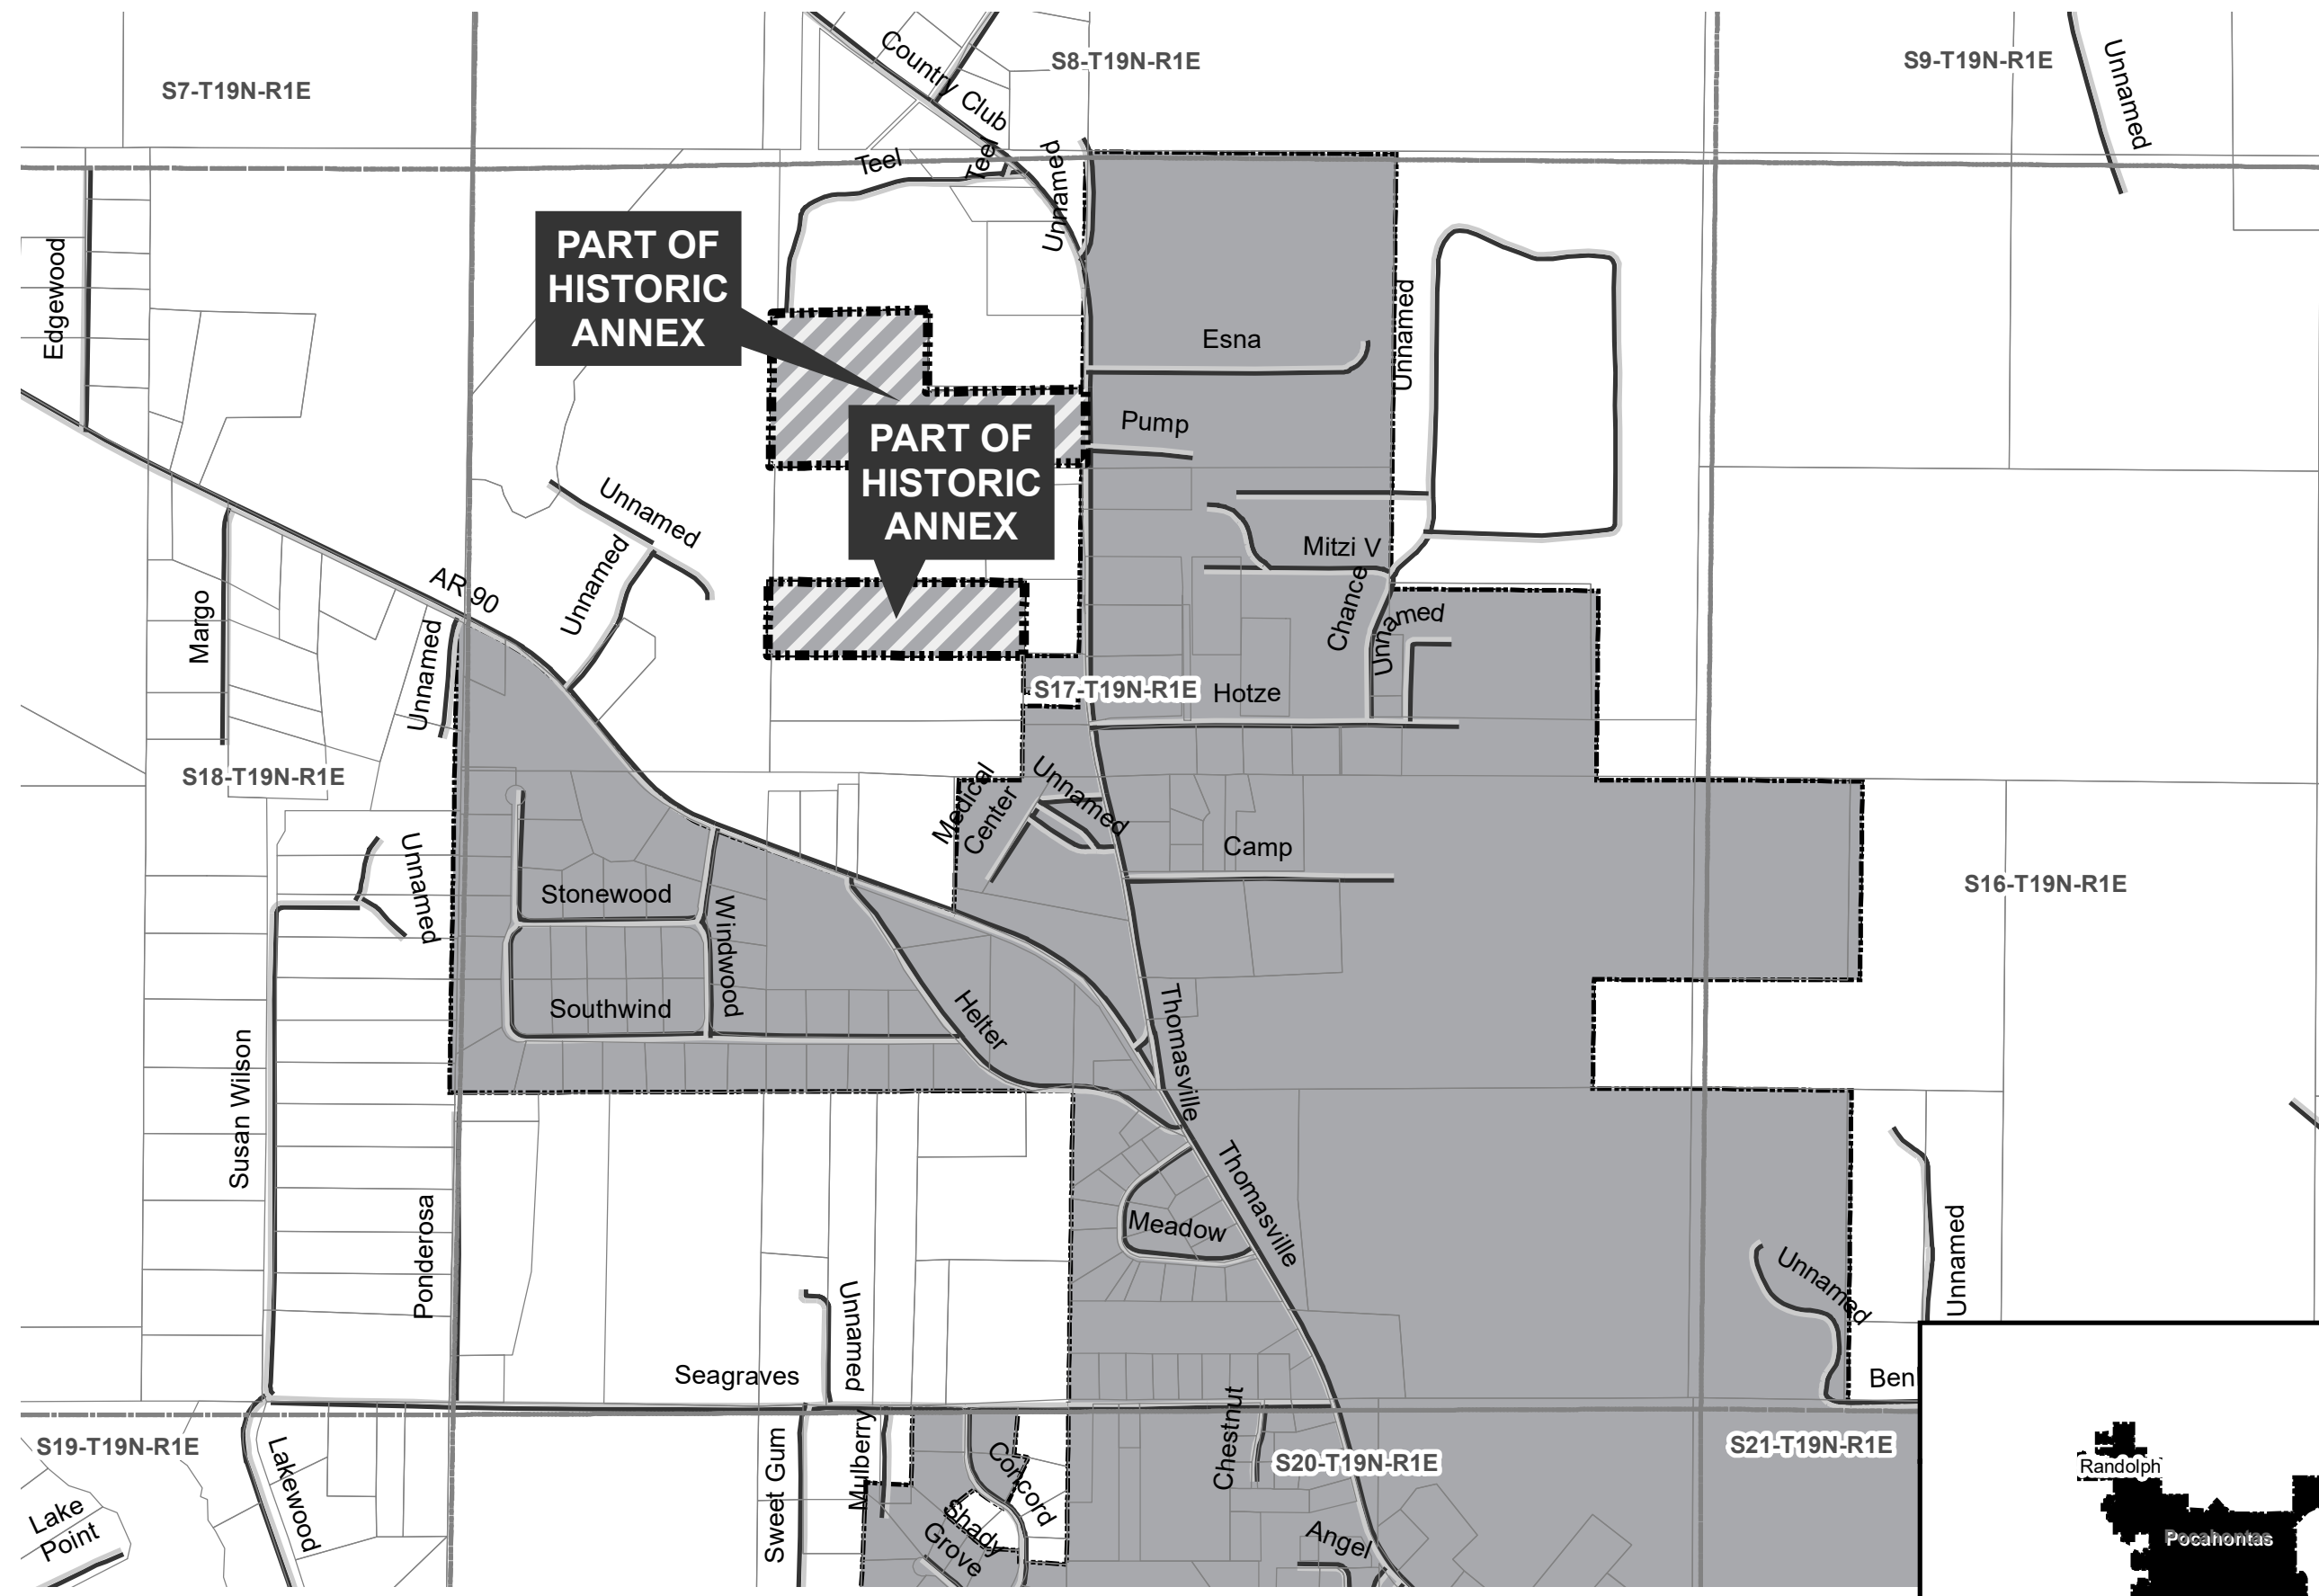 Country Club
S8-T19N-R1E
S9-T19N-R1E
Unnamed
S7-T19N-R1E
Teel
Teel
Unnamed
Edgewood
PART OF
HISTORIC
ANNEX
Unnamed
Esna
Pump
PART OF
HISTORIC
ANNEX
Unnamed
Unnamed
Mitzi V
Chance
Unnamed
AR 90
Margo
Unnamed
S17-T19N-R1E
Hotze
S18-T19N-R1E
Medical
Center
Unnamed
Camp
Unnamed
Stonewood
Windwood
S16-T19N-R1E
Southwind
Helter
Thomasville
Susan Wilson
Ponderosa
Thomasville
Meadow
Unnamed
Unnamed
Unnamed
Seagraves
Ben
Chestnut
S19-T19N-R1E
Lakewood
Sweet Gum
Mulberry
Concord
S20-T19N-R1E
S21-T19N-R1E
Randolph
Lake
Point
Shady
Grove
Angel
Pocahontas